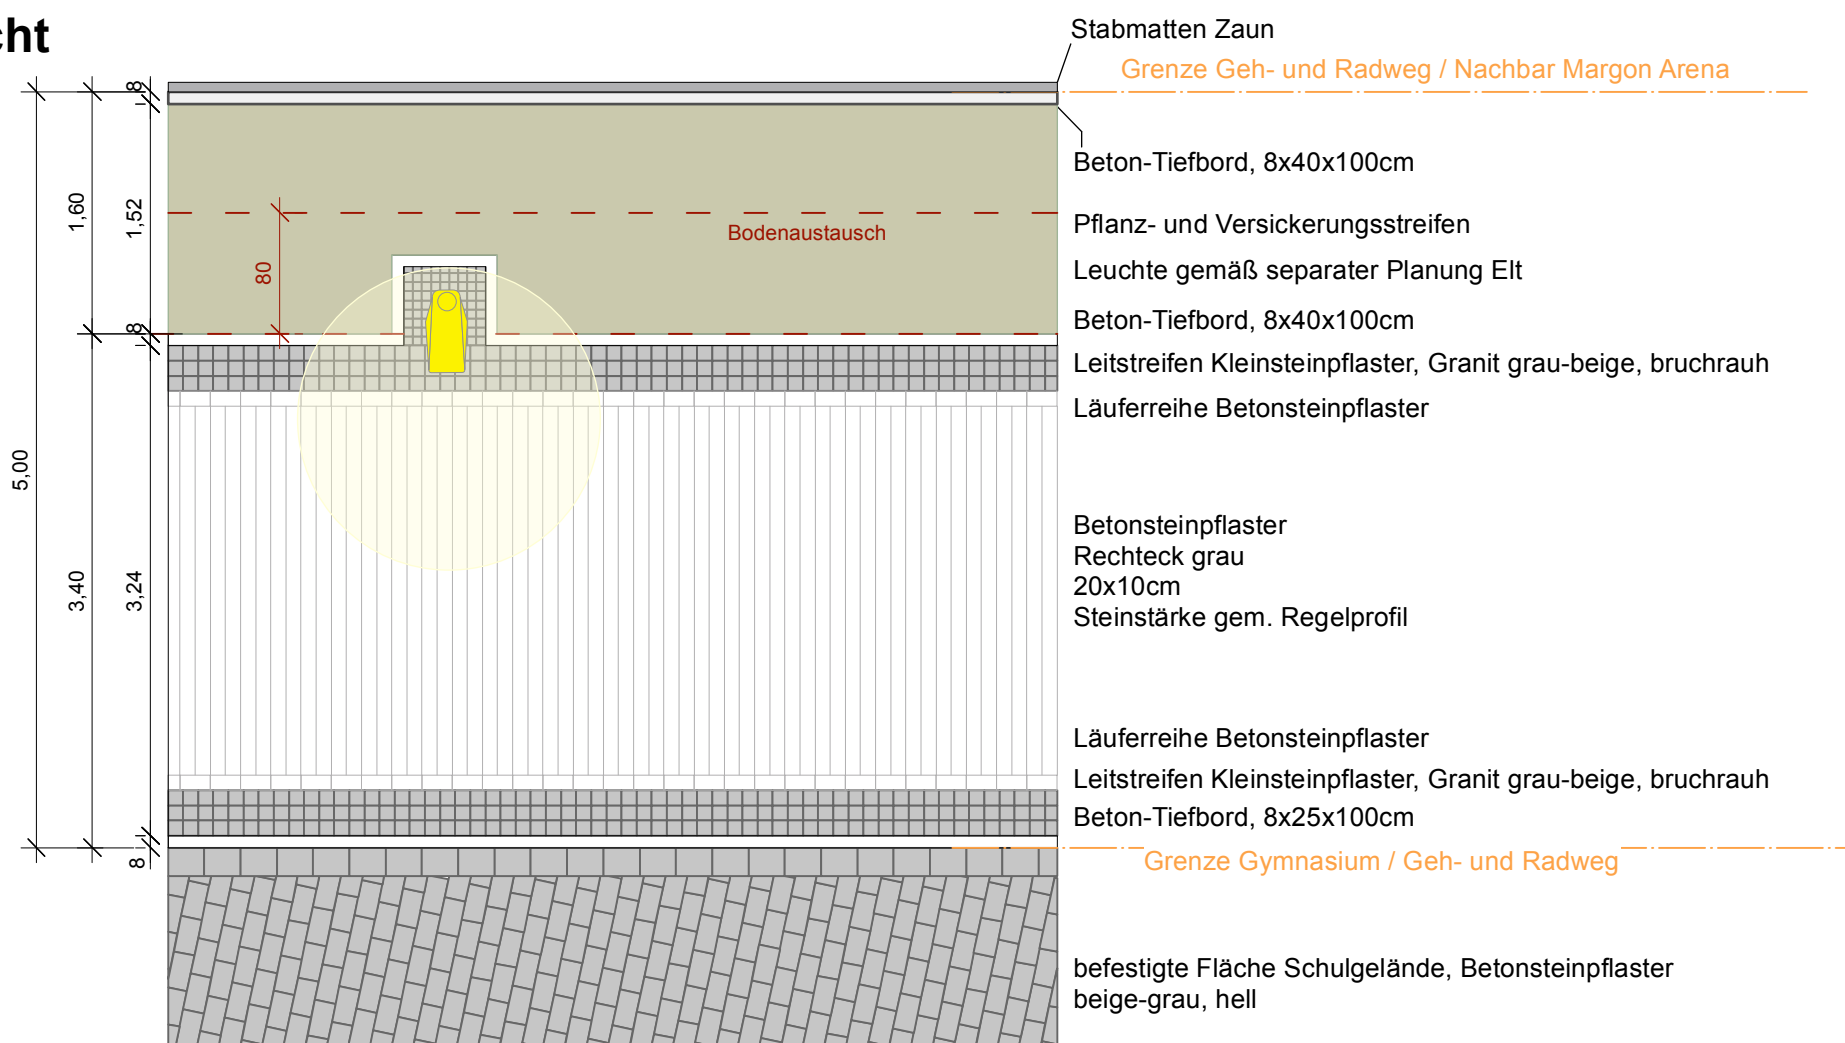 cht
Stabmatten Zaun
Grenze Geh- und Radweg / Nachbar Margon Arena
8
Beton-Tiefbord, 8x40x100cm
1,60
1,52
Pflanz- und Versickerungsstreifen
Bodenaustausch
80
Leuchte gemäß separater Planung Elt
8
Beton-Tiefbord, 8x40x100cm
Leitstreifen Kleinsteinpflaster, Granit grau-beige, bruchrauh
Läuferreihe Betonsteinpflaster
5,00
3,40
3,24
Betonsteinpflaster
Rechteck grau
20x10cm
Steinstärke gem. Regelprofil
Läuferreihe Betonsteinpflaster
Leitstreifen Kleinsteinpflaster, Granit grau-beige, bruchrauh
Beton-Tiefbord, 8x25x100cm
8
Grenze Gymnasium / Geh- und Radweg
befestigte Fläche Schulgelände, Betonsteinpflaster
beige-grau, hell